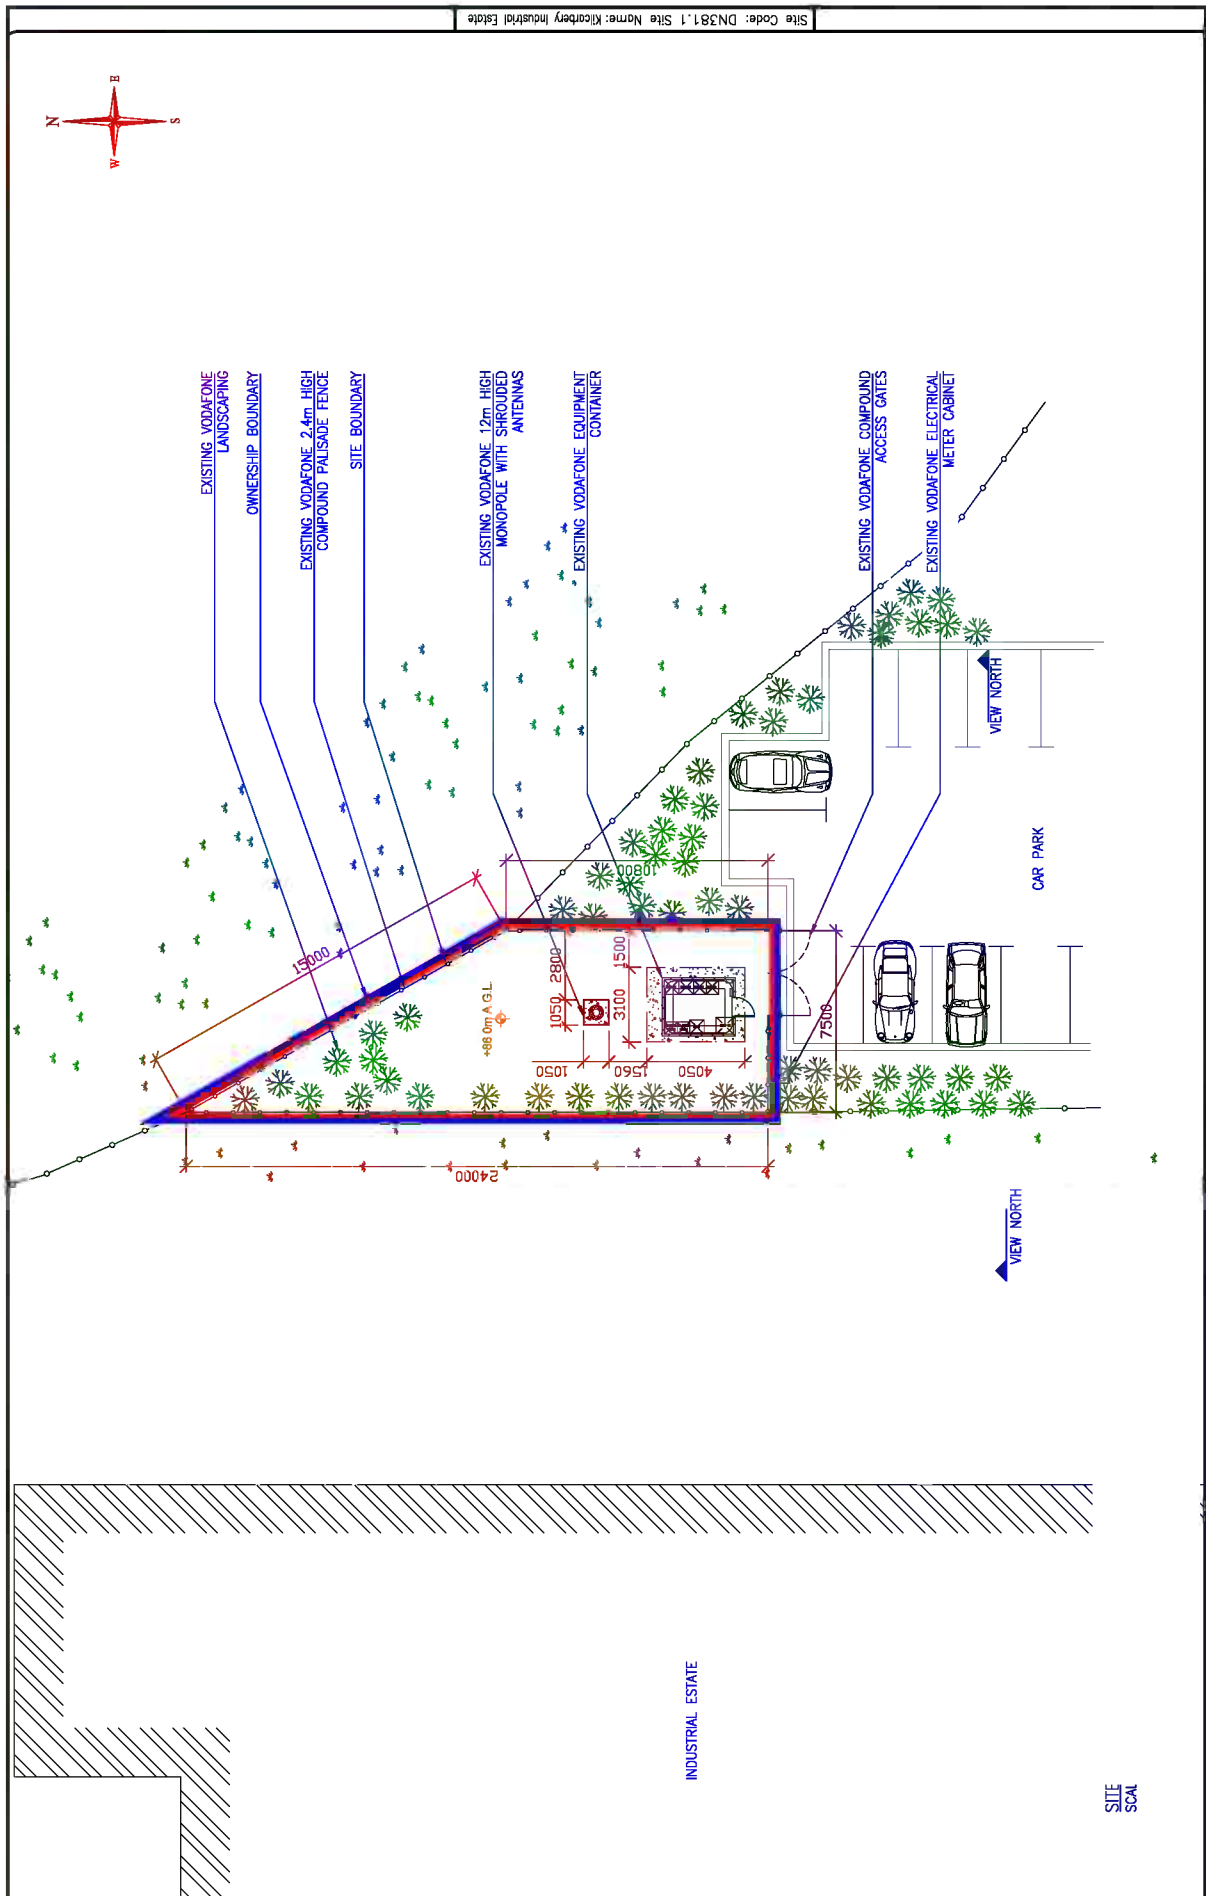 Site Code: DN381.1 Site Name: Kilcarbery Industrial Estate
N
E
S
W
EXISTING VODAFONE
LANDSCAPING
OWNERSHIP BOUNDARY
EXISTING VODAFONE 2.4m HIGH
COMPOUND PALISADE FENCE
SITE BOUNDARY
EXISTING VODAFONE 12m HIGH
MONOPOLE WITH SHROUDED
ANTENNAS
EXISTING VODAFONE EQUIPMENT
CONTAINER
EXISTING VODAFONE COMPOUND
ACCESS GATES
EXISTING VODAFONE ELECTRICAL
METER CABINET
VIEW NORTH
CAR PARK
10800
15000
2800
1050
1500
3100
+86.0m A.G.L
1050
1560
4050
7500
24000
VIEW NORTH
INDUSTRIAL ESTATE
SITE
SCAL